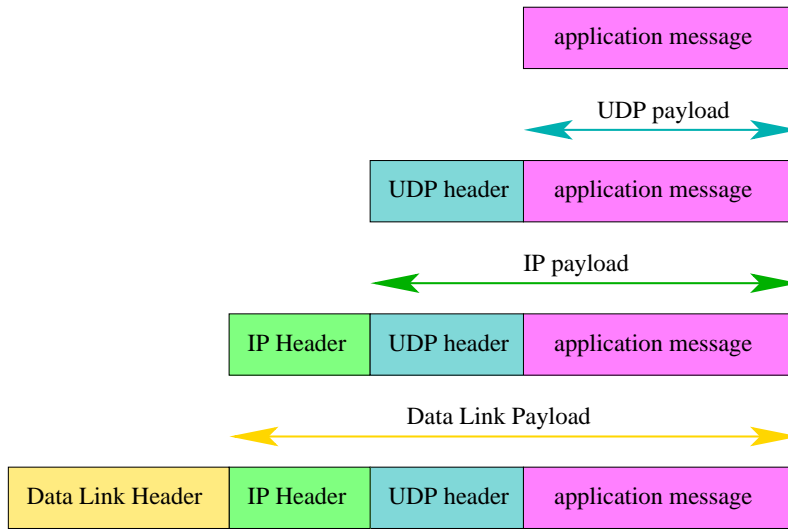 application message
UDP payload
UDP header application message
IP payload
IP Header UDP header application message
Data Link Payload
Data Link Header IP Header UDP header application message